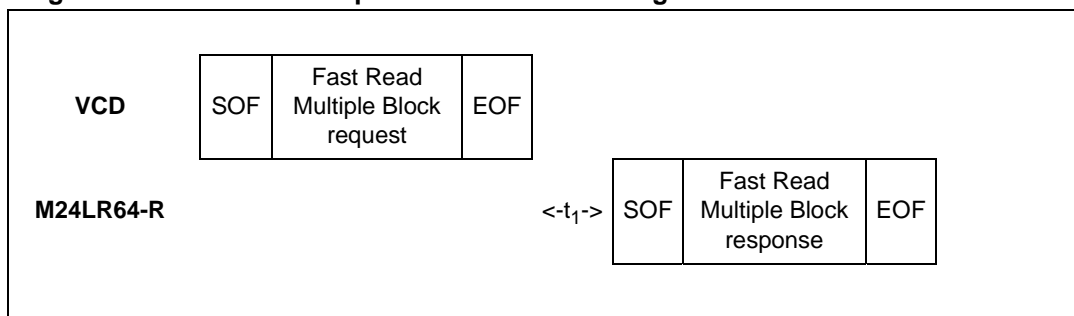 VCD
SOF
Fast Read
Multiple Block
request
EOF
M24LR64-R
<-t1->
SOF
Fast Read
Multiple Block
response
EOF